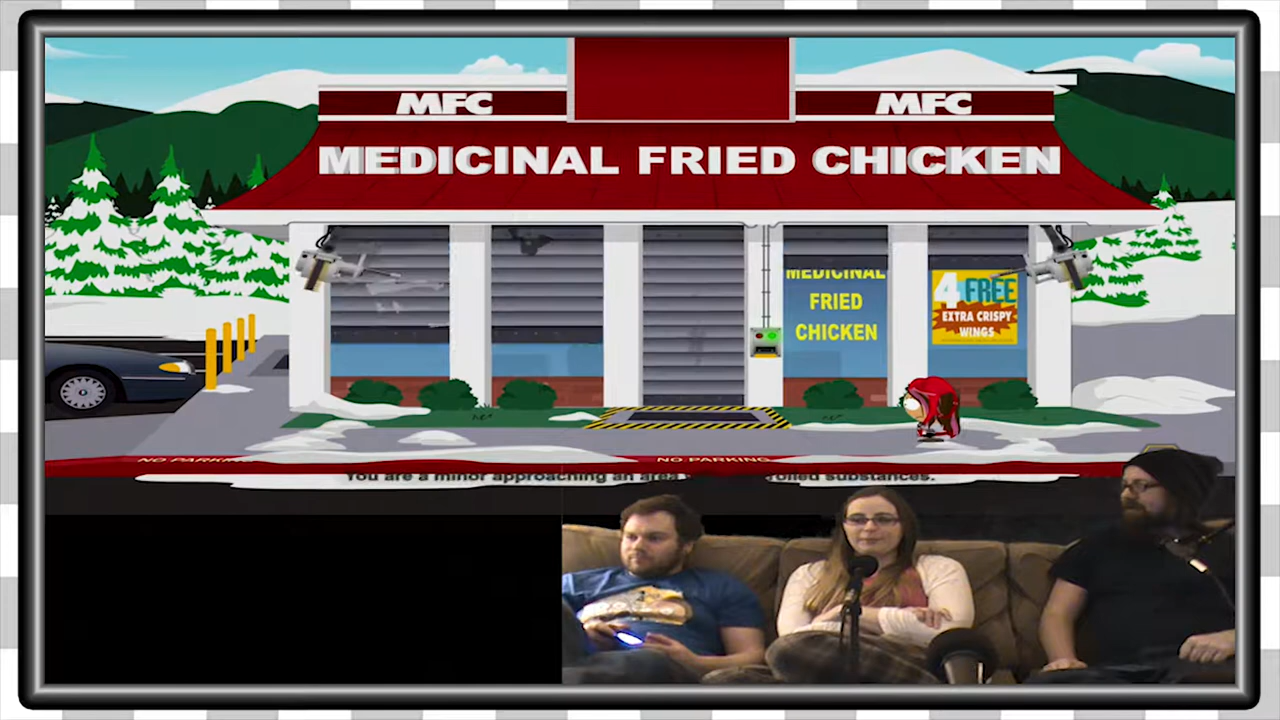 MFC
MFC
MEDICINAL FRIED CHICKEN
MEDICINAL
FRIED
CHICKEN
4 FREE
EXTRA CRISPY
WINGS
NO PARKING
NO PARKING
You are a minor approaching an area substances.